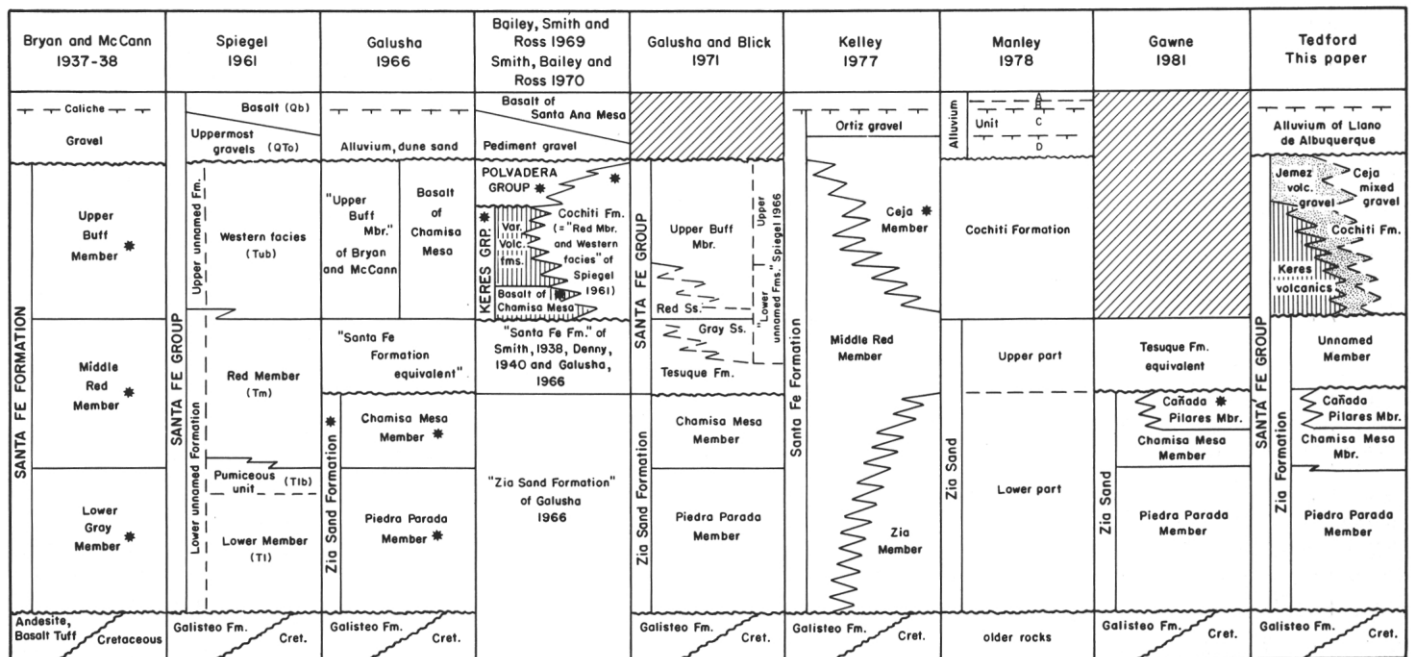 Bryan and McCann
1937-38
Caliche
Gravel
SANTA FE FORMATION
Upper
Buff
Member ✷
Middle
Red
Member ✷
Lower
Gray
Member ✷
Andesite,
Basalt Tuff
Cretaceous
Spiegel
1961
Basalt (Qb)
Uppermost
gravels (QTo)
SANTA FE GROUP
Upper unnamed Fm.
Western facies
(Tub)
Lower unnamed Formation
Red Member
(Tm)
Pumiceous
unit (Tlb)
Lower Member
(Tl)
Galisteo Fm.
Cret.
Galusha
1966
Alluvium, dune sand
"Upper
Buff
Mbr."
of Bryan
and McCann
Basalt
of
Chamisa
Mesa
"Santa Fe
Formation
equivalent"
Zia Sand Formation ✷
Chamisa Mesa
Member ✷
Piedra Parada
Member ✷
Galisteo Fm.
Cret.
Bailey, Smith and
Ross 1969
Smith, Bailey and
Ross 1970
Basalt of
Santa Ana Mesa
Pediment gravel
POLVADERA
GROUP ✷
✷
KERES GRP. ✷
Var.
Volc.
fms.
Cochiti Fm.
(="Red Mbr.
and Western
facies" of
Spiegel
1961)
Basalt of ✷
Chamisa Mesa
"Santa Fe Fm." of
Smith, 1938, Denny,
1940 and Galusha,
1966
"Zia Sand Formation"
of Galusha
1966
Galusha and Blick
1971
SANTA FE GROUP
Upper Buff
Mbr.
Red Ss.
Gray Ss.
Tesuque Fm.
Upper
"Lower
unnamed Fms." Spiegel 1966
Zia Sand Formation
Chamisa Mesa
Member
Piedra Parada
Member
Galisteo Fm.
Cret.
Kelley
1977
Ortiz gravel
Santa Fe Formation
Ceja ✷
Member
Middle Red
Member
Zia
Member
Galisteo Fm.
Cret.
Manley
1978
Alluvium
Unit
A
B
C
D
Cochiti Formation
Zia Sand
Upper part
Lower part
older rocks
Gawne
1981
Tesuque Fm.
equivalent
Zia Sand
Cañada ✷
Pilares Mbr.
Chamisa Mesa
Member
Piedra Parada
Member
Galisteo Fm.
Cret.
Tedford
This paper
Alluvium of Llano
de Albuquerque
SANTA FE GROUP
Jemez
volc.
gravel
Ceja
mixed
gravel
Cochiti Fm.
Keres
volcanics
Unnamed
Member
Zia Formation
Cañada
Pilares Mbr.
Chamisa Mesa
Mbr.
Piedra Parada
Member
Galisteo Fm.
Cret.